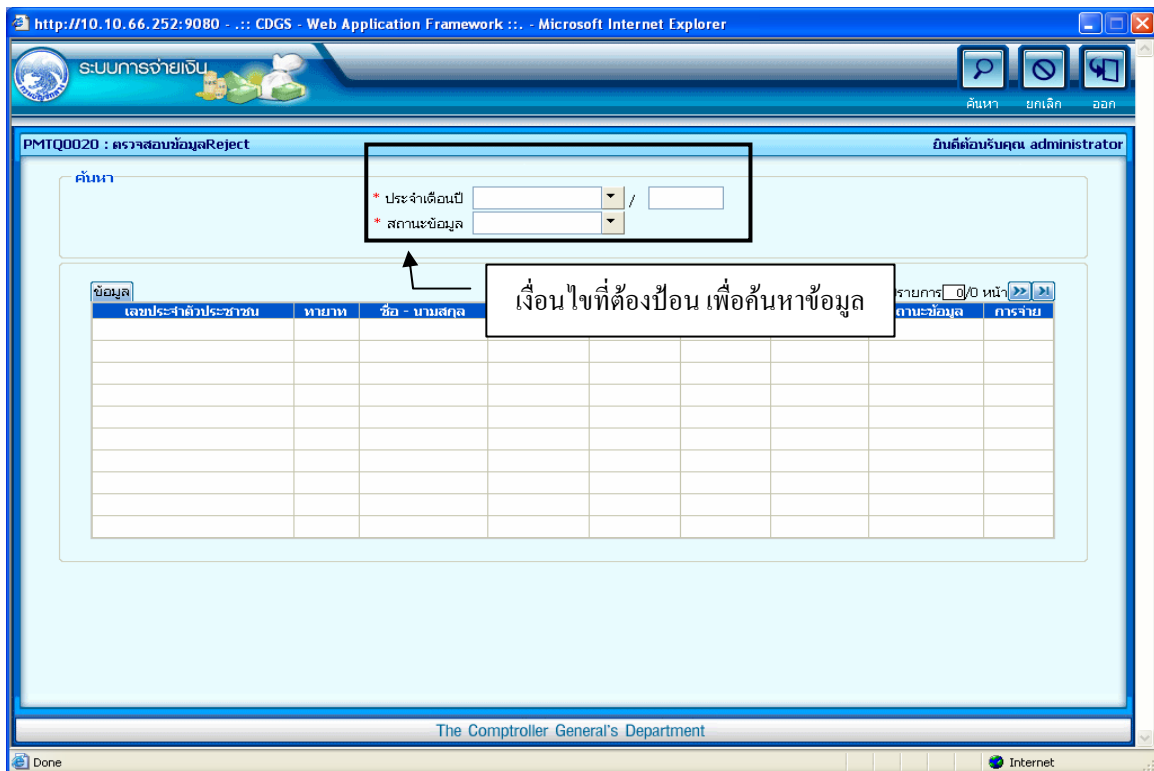 http://10.10.66.252:9080 - .:: CDGS - Web Application Framework ::. - Microsoft Internet Explorer
ระบบการจ่ายเงิน
ค้นหา ยกเลิก ออก
PMTQ0020 : ตรวจสอบข้อมูลReject ยินดีต้อนรับคุณ administrator
ค้นหา
* ประจำเดือนปี /
* สถานะข้อมูล
เงื่อนไขที่ต้องป้อน เพื่อค้นหาข้อมูล
ข้อมูล รายการ 0/0 หน้า
เลขประจำตัวประชาชน ทายาท ชื่อ - นามสกุล ถานะข้อมูล การจ่าย
The Comptroller General's Department
Done Internet